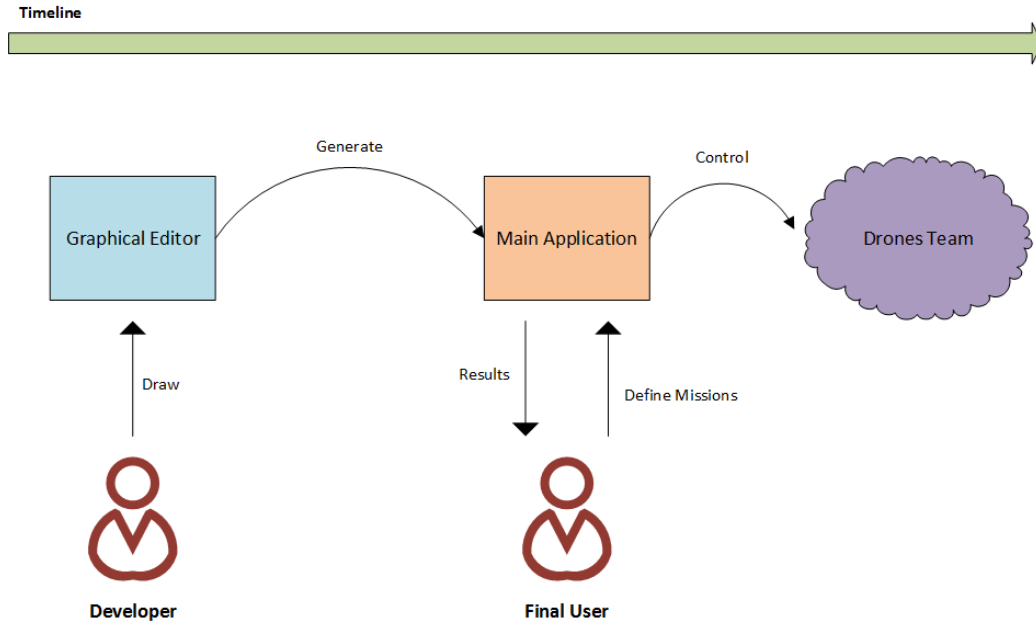 Timeline
Generate
Control
Graphical Editor
Main Application
Drones Team
Draw
Results
Define Missions
Developer
Final User